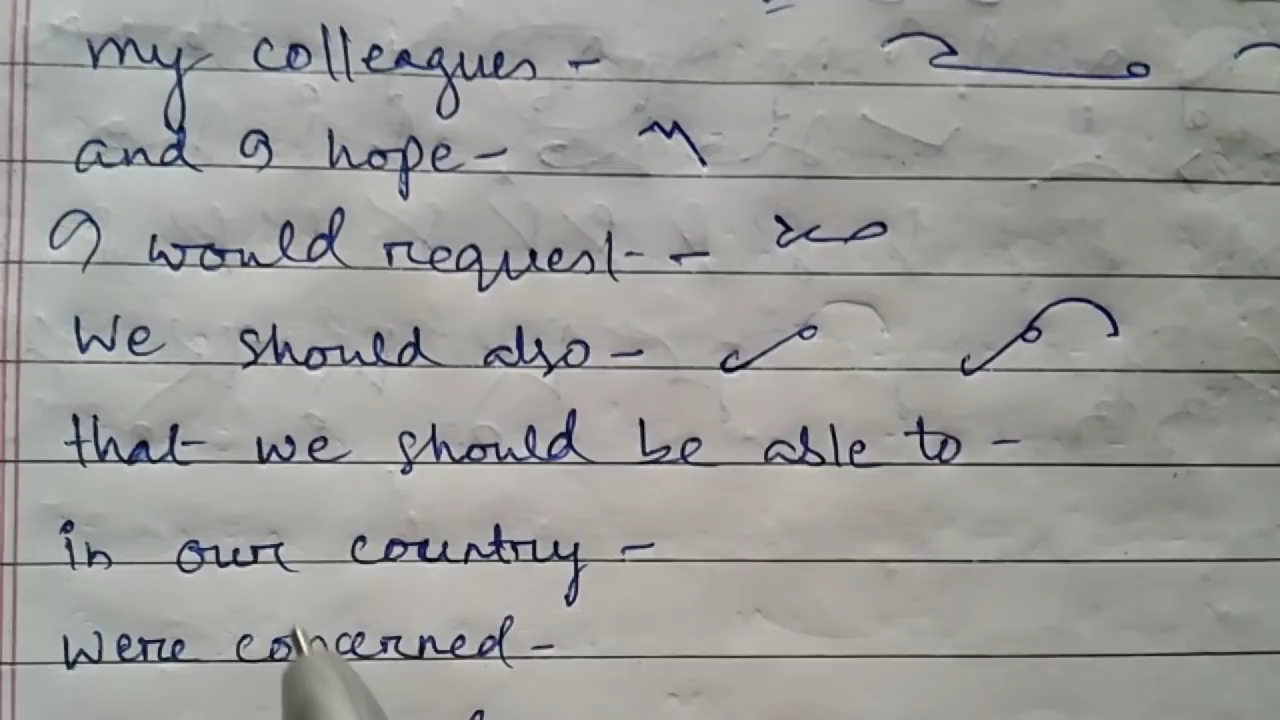 my colleagues -
and I hope -
I would request -
We should also -
that we should be able to -
in our country -
were concerned -